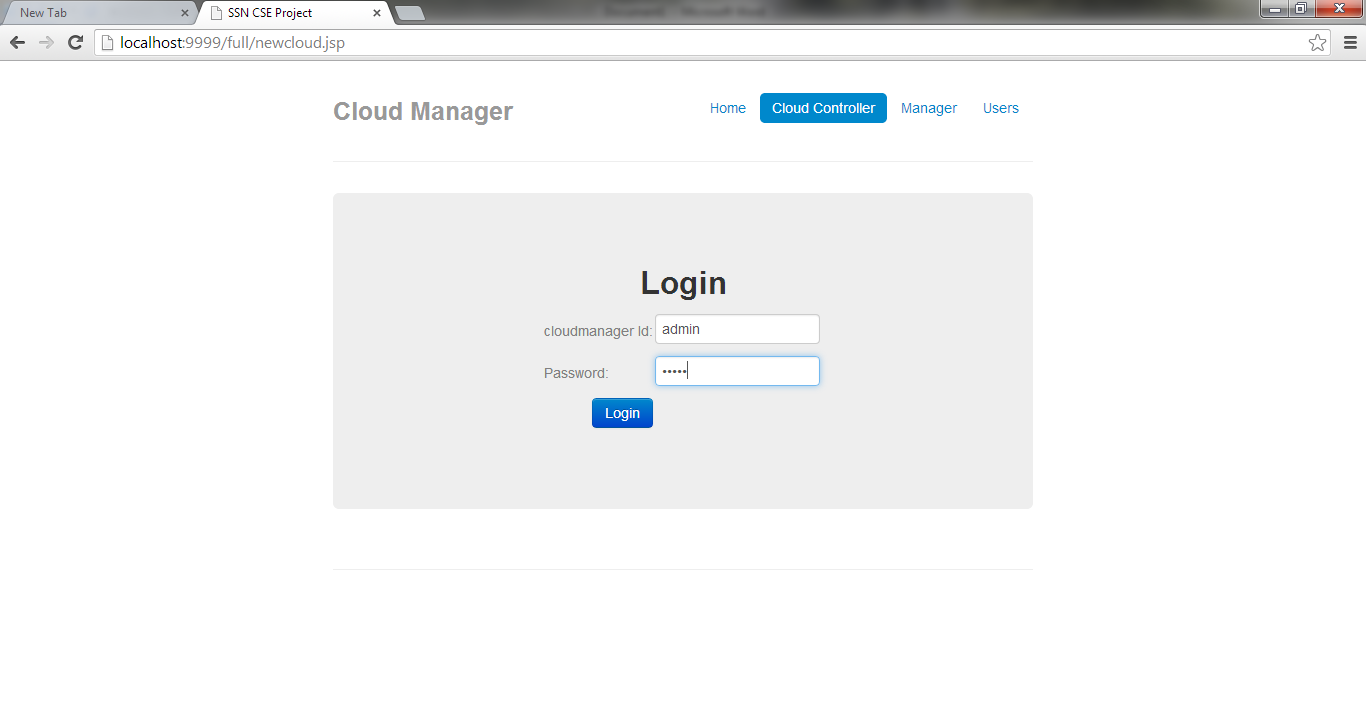 New Tab
SSN CSE Project
localhost:9999/full/newcloud.jsp
Cloud Manager
Home Cloud Controller Manager Users
Login
cloudmanager Id: admin
Password: •••••
Login